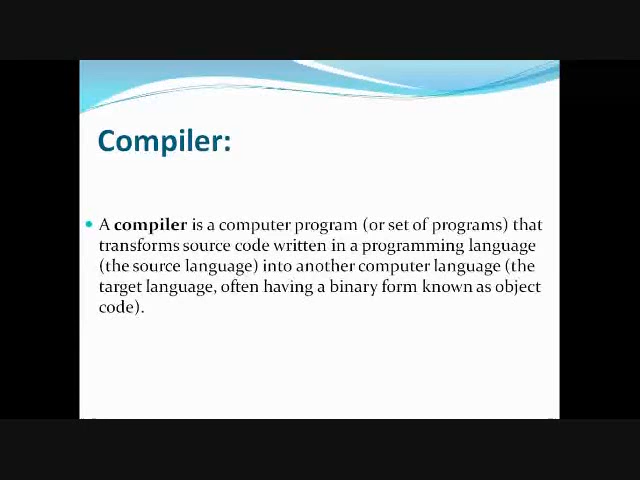 Compiler:
A compiler is a computer program (or set of programs) that
transforms source code written in a programming language
(the source language) into another computer language (the
target language, often having a binary form known as object
code).